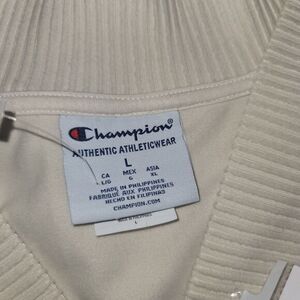 Champion®
AUTHENTIC ATHLETICWEAR
L
CA MEX ASIA
L/G G XL
MADE IN PHILIPPINES
FABRIQUÉ AUX PHILIPPINES
HECHO EN FILIPINAS
CHAMPION.COM